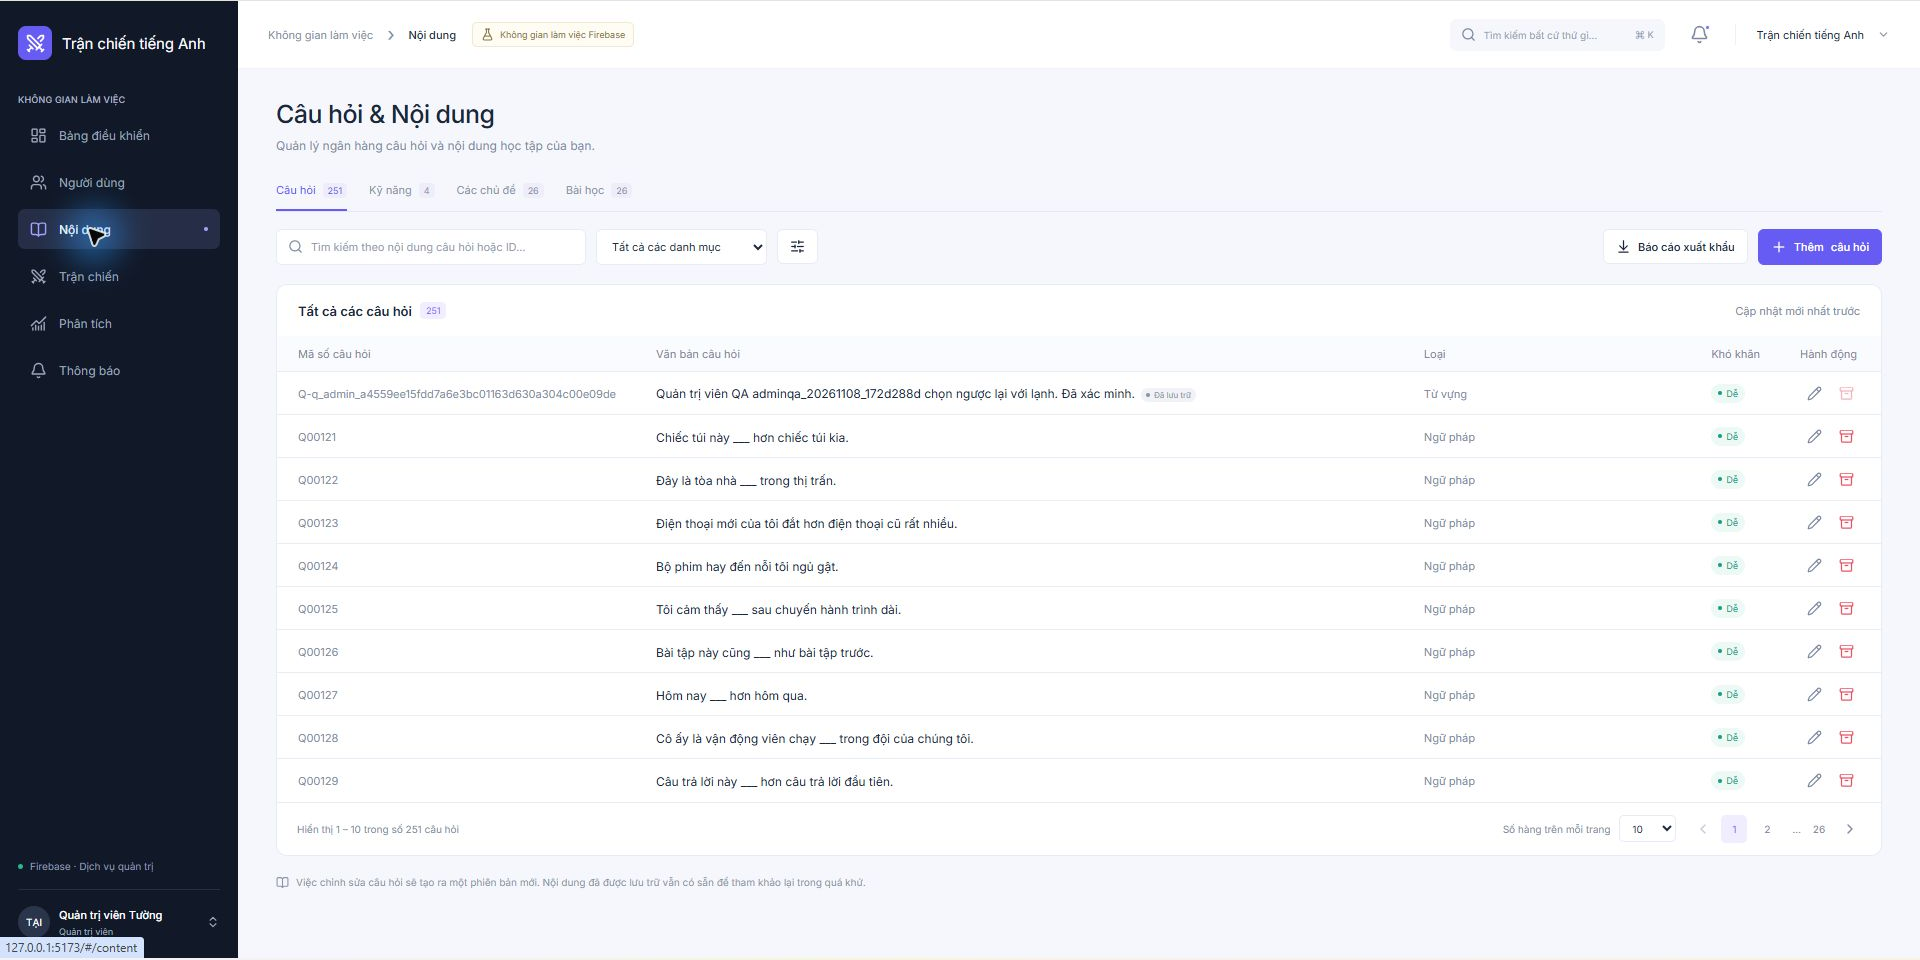 Trận chiến tiếng Anh
Không gian làm việc
Nội dung
Không gian làm việc Firebase
Tìm kiếm bất cứ thứ gì...
⌘ K
Trận chiến tiếng Anh
KHÔNG GIAN LÀM VIỆC
Bảng điều khiển
Người dùng
Nội dung
Trận chiến
Phân tích
Thông báo
Câu hỏi & Nội dung
Quản lý ngân hàng câu hỏi và nội dung học tập của bạn.
Câu hỏi 251 Kỹ năng 4 Các chủ đề 26 Bài học 26
Tìm kiếm theo nội dung câu hỏi hoặc ID...
Tất cả các danh mục
Báo cáo xuất khẩu
Thêm câu hỏi
Tất cả các câu hỏi 251
Cập nhật mới nhất trước
Mã số câu hỏi Văn bản câu hỏi Loại Khó khăn Hành động
Q-q_admin_a4559ee15fdd7a6e3bc01163d630a304c00e09de Quản trị viên QA adminqa_20261108_172d288d chọn ngược lại với lạnh. Đã xác minh. Đã lưu trữ Từ vựng Dễ
Q00121 Chiếc túi này ___ hơn chiếc túi kia. Ngữ pháp Dễ
Q00122 Đây là tòa nhà ___ trong thị trấn. Ngữ pháp Dễ
Q00123 Điện thoại mới của tôi đắt hơn điện thoại cũ rất nhiều. Ngữ pháp Dễ
Q00124 Bộ phim hay đến nỗi tôi ngủ gật. Ngữ pháp Dễ
Q00125 Tôi cảm thấy ___ sau chuyến hành trình dài. Ngữ pháp Dễ
Q00126 Bài tập này cũng ___ như bài tập trước. Ngữ pháp Dễ
Q00127 Hôm nay ___ hơn hôm qua. Ngữ pháp Dễ
Q00128 Cô ấy là vận động viên chạy ___ trong đội của chúng tôi. Ngữ pháp Dễ
Q00129 Câu trả lời này ___ hơn câu trả lời đầu tiên. Ngữ pháp Dễ
Hiển thị 1 – 10 trong số 251 câu hỏi
Số hàng trên mỗi trang 10 1 2 ... 26
Việc chỉnh sửa câu hỏi sẽ tạo ra một phiên bản mới. Nội dung đã được lưu trữ vẫn có sẵn để tham khảo lại trong quá khứ.
Firebase · Dịch vụ quản trị
TẠI
Quản trị viên Tường
Quản trị viên
127.0.0.1:5173/#/content